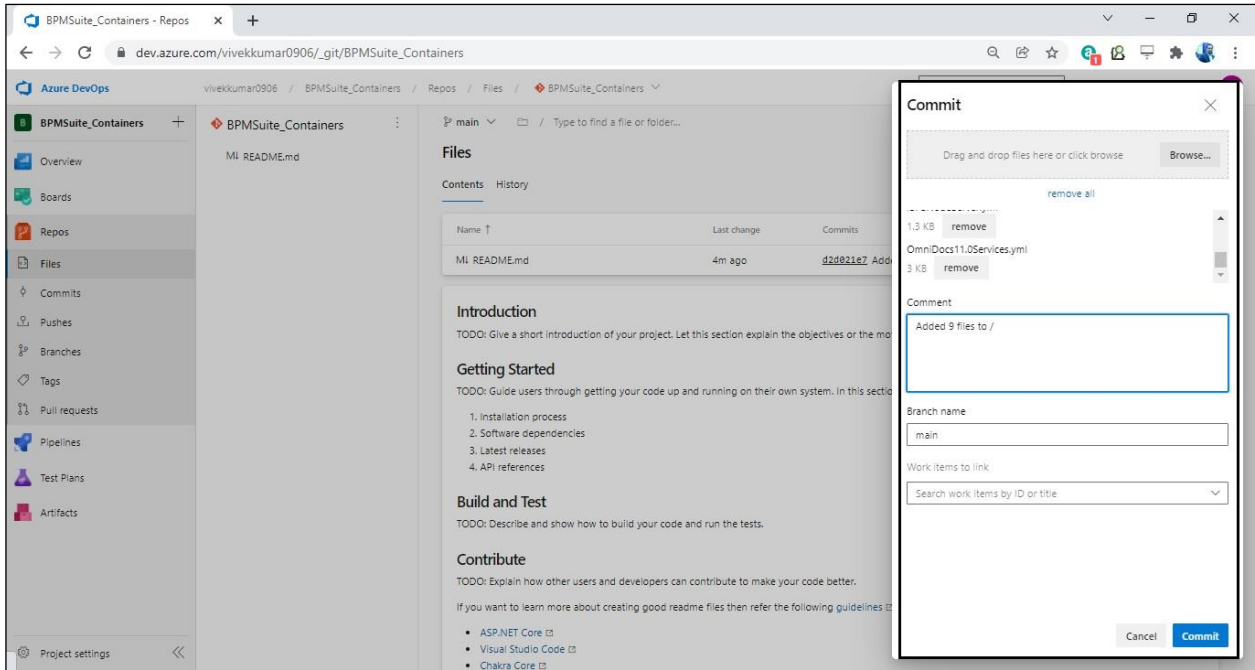 BPMSuite_Containers - Repos
dev.azure.com/vivekkumar0906/_git/BPMSuite_Containers
1
Azure DevOps
vivekkumar0906 / BPMSuite_Containers / Repos / Files / BPMSuite_Containers
B BPMSuite_Containers
Overview
Boards
Repos
Files
Commits
Pushes
Branches
Tags
Pull requests
Pipelines
Test Plans
Artifacts
Project settings
BPMSuite_Containers
M↓ README.md
main / Type to find a file or folder...
Files
Contents History
Name ↑ Last change Commits
M↓ README.md 4m ago d2d021e7 Adde
Introduction
TODO: Give a short introduction of your project. Let this section explain the objectives or the mo
Getting Started
TODO: Guide users through getting your code up and running on their own system. In this sectio
1. Installation process
2. Software dependencies
3. Latest releases
4. API references
Build and Test
TODO: Describe and show how to build your code and run the tests.
Contribute
TODO: Explain how other users and developers can contribute to make your code better.
If you want to learn more about creating good readme files then refer the following guidelines
ASP.NET Core
Visual Studio Code
Chakra Core
Commit
Drag and drop files here or click browse Browse...
remove all
1.3 KB remove
OmniDocs11.0Services.yml
3 KB remove
Comment
Added 9 files to /
Branch name
main
Work items to link
Search work items by ID or title
Cancel Commit